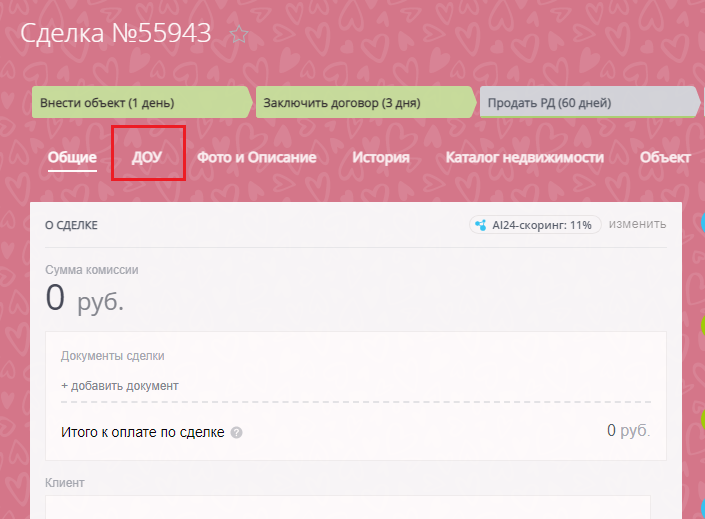 Сделка №55943
Внести объект (1 день) Заключить договор (3 дня) Продать РД (60 дней)
Общие ДОУ Фото и Описание История Каталог недвижимости Объект
О СДЕЛКЕ AI24-скоринг: 11% изменить
Сумма комиссии
0 руб.
Документы сделки
+ добавить документ
Итого к оплате по сделке ? 0 руб.
Клиент